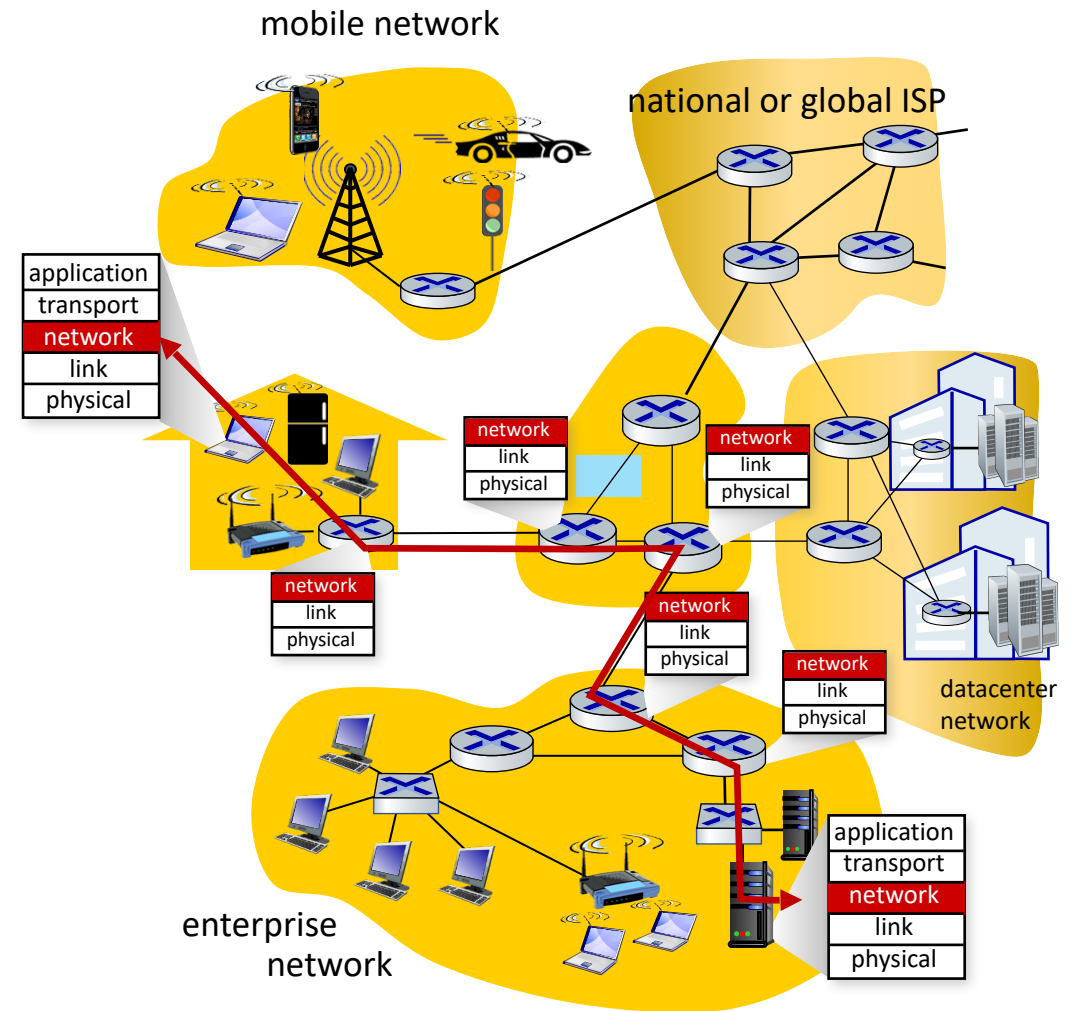 mobile network
national or global ISP
application
transport
network
link
physical
network
link
physical
network
link
physical
network
link
physical
network
link
physical
network
link
physical
datacenter
network
application
transport
network
link
physical
enterprise
network